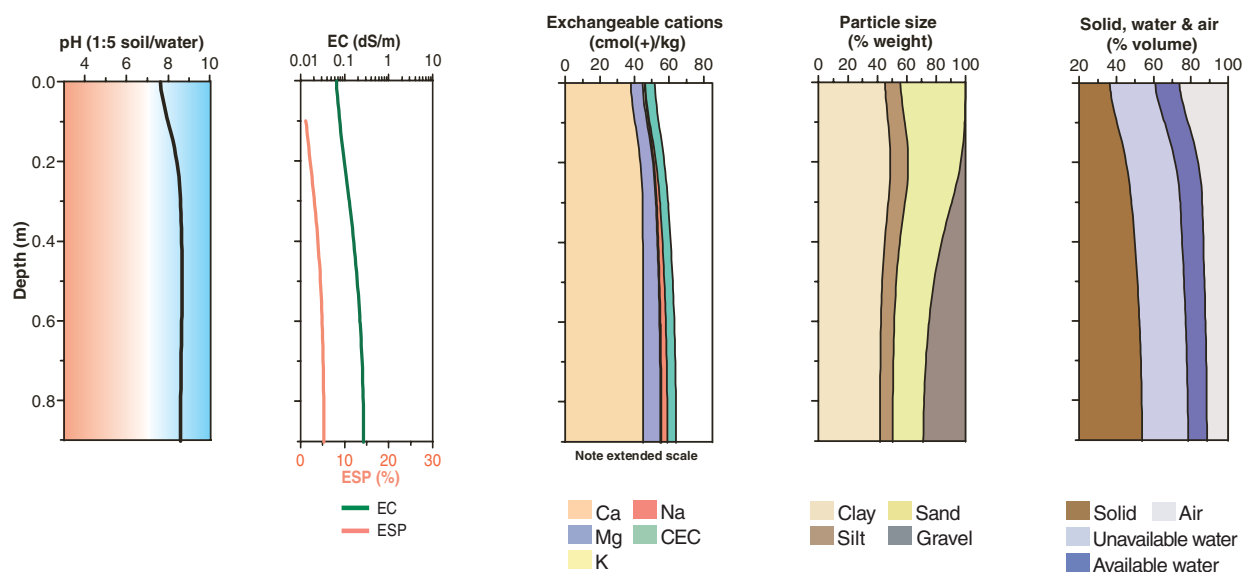 pH (1:5 soil/water)
4 6 8 10
Depth (m)
0.0
0.2
0.4
0.6
0.8
EC (dS/m)
0.01 0.1 1 10
0 10 20 30
ESP (%)
EC
ESP
Exchangeable cations
(cmol(+)/kg)
0 20 40 60 80
Note extended scale
Ca Na
Mg CEC
K
Particle size
(% weight)
0 20 40 60 80 100
Clay Sand
Silt Gravel
Solid, water & air
(% volume)
20 40 60 80 100
Solid Air
Unavailable water
Available water